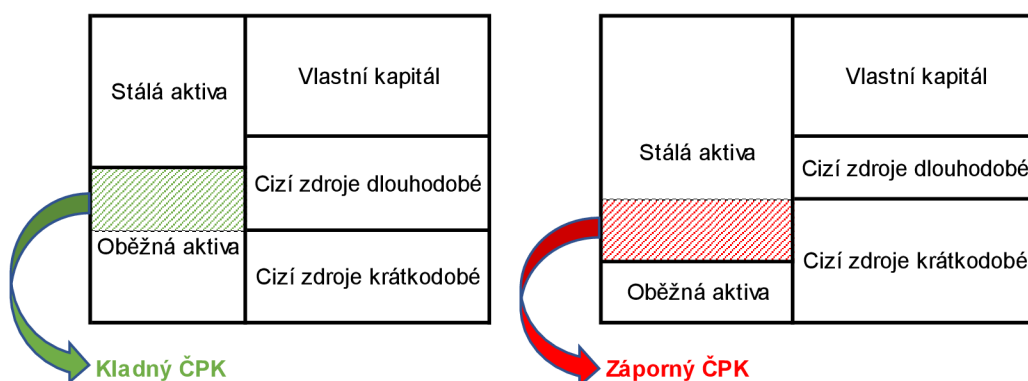 Stálá aktiva
Oběžná aktiva
Vlastní kapitál
Cizí zdroje dlouhodobé
Cizí zdroje krátkodobé
Kladný ČPK
Stálá aktiva
Oběžná aktiva
Vlastní kapitál
Cizí zdroje dlouhodobé
Cizí zdroje krátkodobé
Záporný ČPK